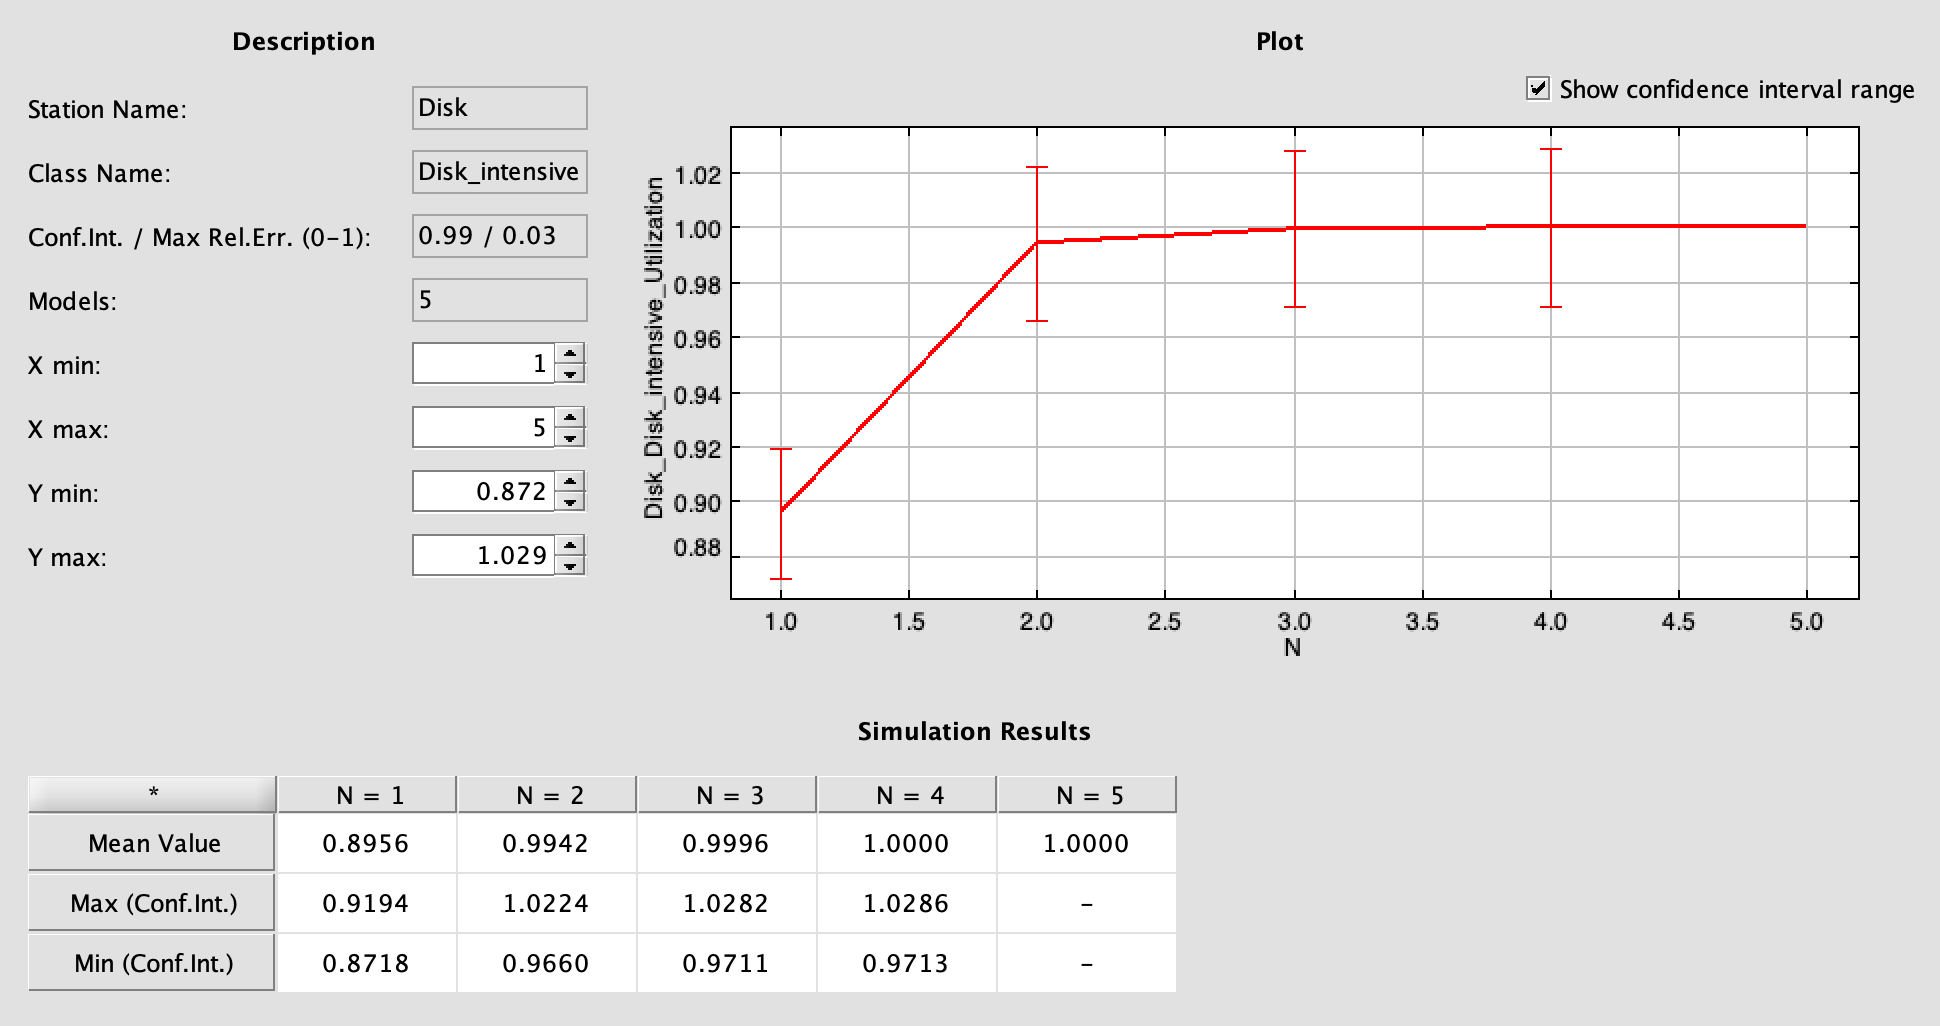 Description
Station Name: Disk
Class Name: Disk_intensive
Conf.Int. / Max Rel.Err. (0-1): 0.99 / 0.03
Models: 5
X min: 1
X max: 5
Y min: 0.872
Y max: 1.029
Plot
Show confidence interval range
Disk_Disk_intensive_Utilization
1.02
1.00
0.98
0.96
0.94
0.92
0.90
0.88
1.0 1.5 2.0 2.5 3.0 3.5 4.0 4.5 5.0
N
Simulation Results
* N = 1 N = 2 N = 3 N = 4 N = 5
Mean Value 0.8956 0.9942 0.9996 1.0000 1.0000
Max (Conf.Int.) 0.9194 1.0224 1.0282 1.0286 –
Min (Conf.Int.) 0.8718 0.9660 0.9711 0.9713 –